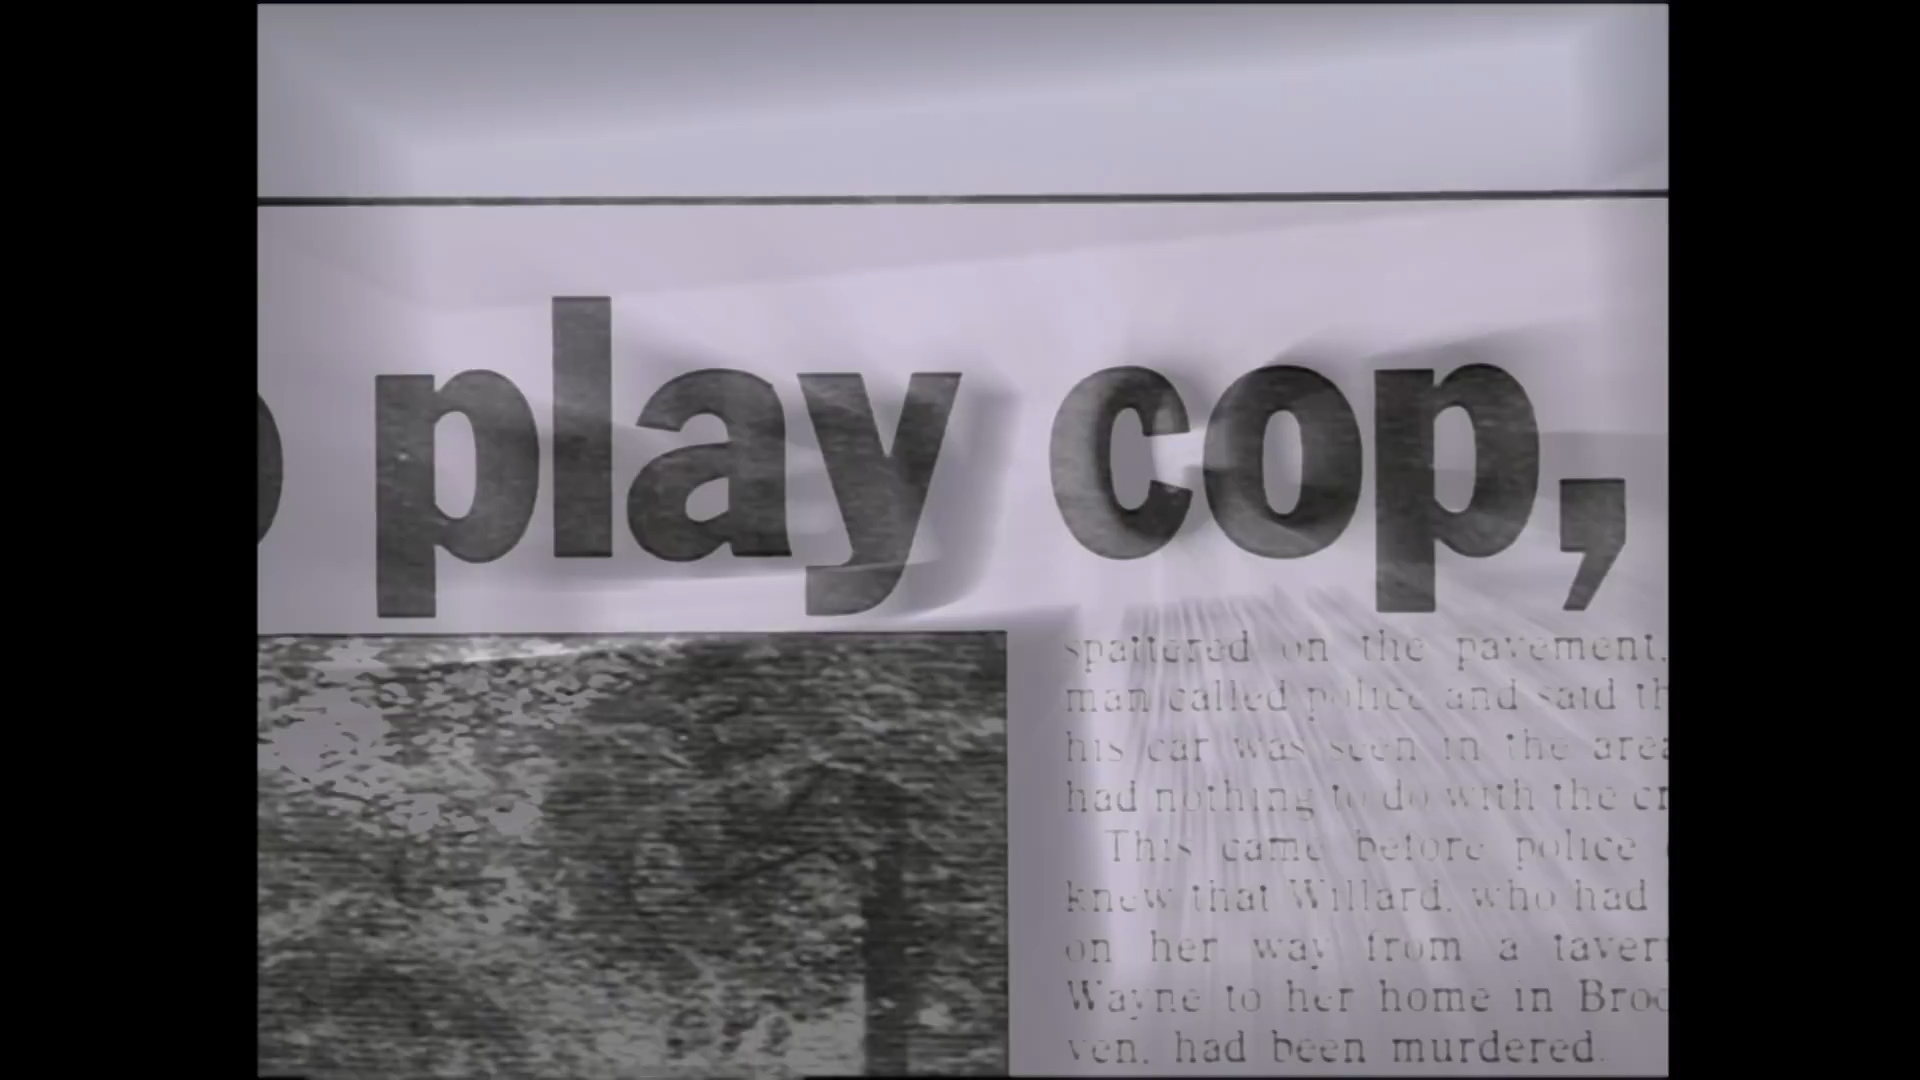 play cop,
spattered on the pavement.
man called police and said th
his car was seen in the area
had nothing to do with the cr
This came before police
knew that Willard, who had
on her way from a taver
Wayne to her home in Broo
ven, had been murdered.